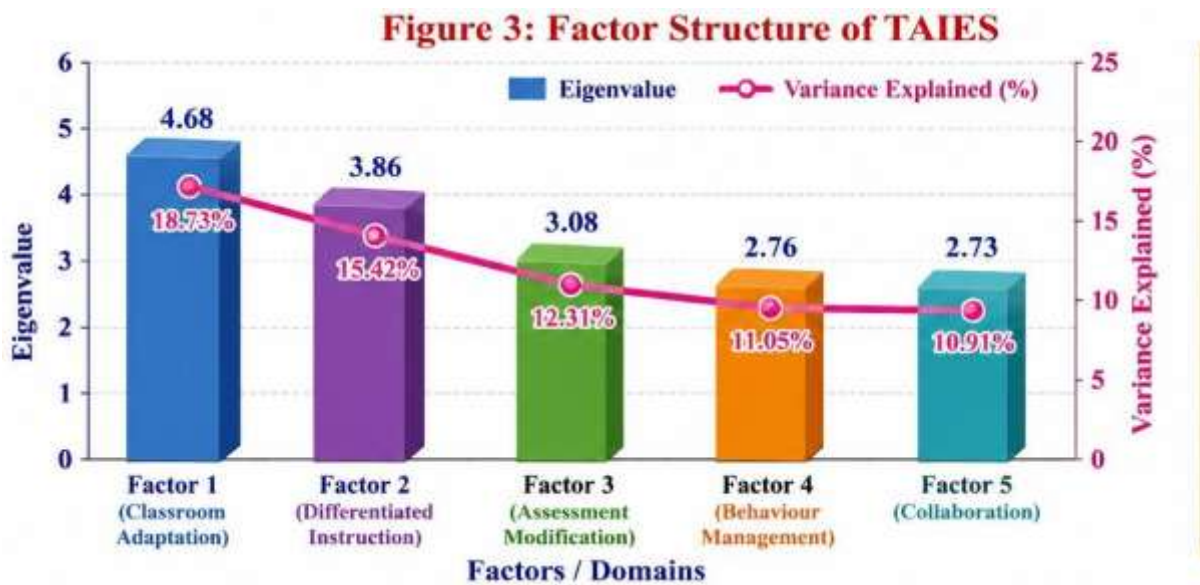 Figure 3: Factor Structure of TAIES
Eigenvalue
Variance Explained (%)
6
5
4
3
2
1
0
Eigenvalue
25
20
15
10
5
0
Variance Explained (%)
4.68
3.86
3.08
2.76
2.73
18.73%
15.42%
12.31%
11.05%
10.91%
Factor 1
(Classroom
Adaptation)
Factor 2
(Differentiated
Instruction)
Factor 3
(Assessment
Modification)
Factor 4
(Behaviour
Management)
Factor 5
(Collaboration)
Factors / Domains